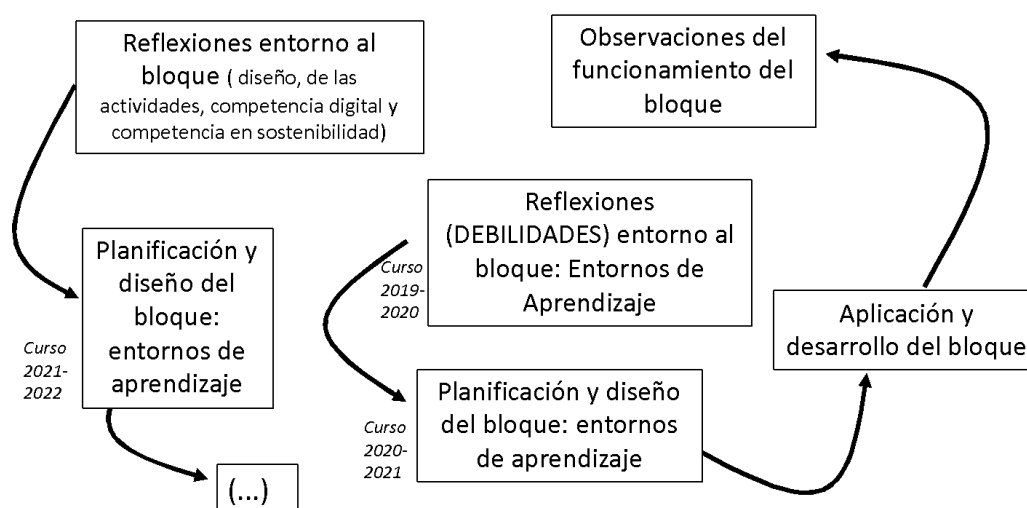 Reflexiones entorno al
bloque ( diseño, de las
actividades, competencia digital y
competencia en sostenibilidad)
Observaciones del
funcionamiento del
bloque
Reflexiones
(DEBILIDADES) entorno al
bloque: Entornos de
Aprendizaje
Curso
2019-
2020
Planificación y
diseño del
bloque:
entornos de
aprendizaje
Curso
2021-
2022
Aplicación y
desarrollo del bloque
Planificación y diseño
del bloque: entornos
de aprendizaje
Curso
2020-
2021
(...)